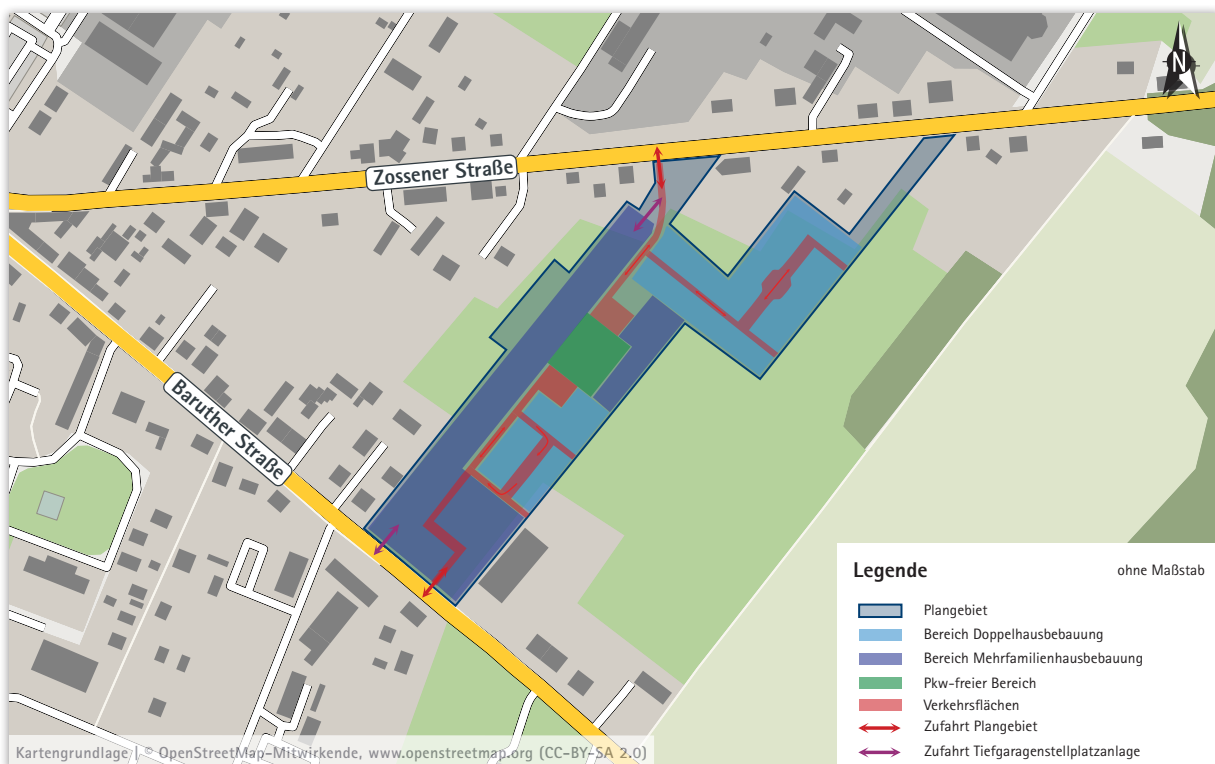 N
Zossener Straße
Baruther Straße
Legende
ohne Maßstab
Plangebiet
Bereich Doppelhausbebauung
Bereich Mehrfamilienhausbebauung
Pkw-freier Bereich
Verkehrsflächen
Zufahrt Plangebiet
Zufahrt Tiefgaragenstellplatzanlage
Kartengrundlage | © OpenStreetMap-Mitwirkende, www.openstreetmap.org (CC-BY-SA 2.0)